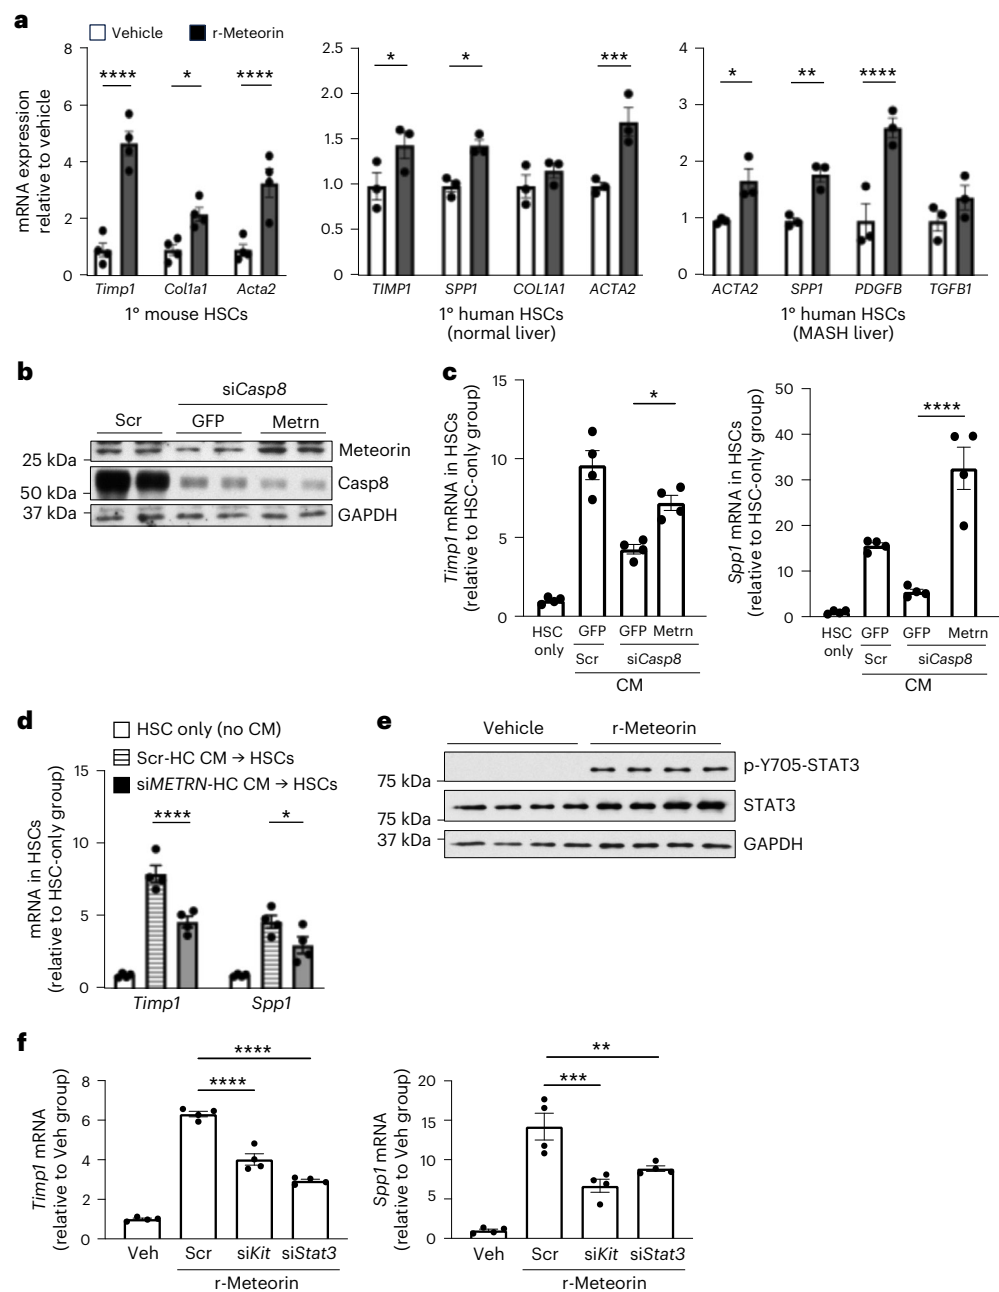 a
Vehicle r-Meteorin
mRNA expression
relative to vehicle
8
6
4
2
0
**** * ****
Timp1 Col1a1 Acta2
1° mouse HSCs
2.5
2.0
1.5
1.0
0.5
0
* * ***
TIMP1 SPP1 COL1A1 ACTA2
1° human HSCs
(normal liver)
4
3
2
1
0
* ** ****
ACTA2 SPP1 PDGFB TGFB1
1° human HSCs
(MASH liver)
b
siCasp8
Scr GFP Metrn
Meteorin
25 kDa
Casp8
50 kDa
37 kDa
GAPDH
c
Timp1 mRNA in HSCs
(relative to HSC-only group)
15
10
5
0
*
HSC
only
GFP GFP Metrn
Scr siCasp8
CM
Spp1 mRNA in HSCs
(relative to HSC-only group)
50
40
30
20
10
0
****
HSC
only
GFP GFP Metrn
Scr siCasp8
CM
d
HSC only (no CM)
Scr-HC CM → HSCs
siMETRN-HC CM → HSCs
mRNA in HSCs
(relative to HSC-only group)
15
10
5
0
**** *
Timp1 Spp1
e
Vehicle r-Meteorin
p-Y705-STAT3
75 kDa
STAT3
75 kDa
37 kDa
GAPDH
f
Timp1 mRNA
(relative to Veh group)
8
6
4
2
0
****
****
Veh Scr siKit siStat3
r-Meteorin
Spp1 mRNA
(relative to Veh group)
20
15
10
5
0
**
***
Veh Scr siKit siStat3
r-Meteorin